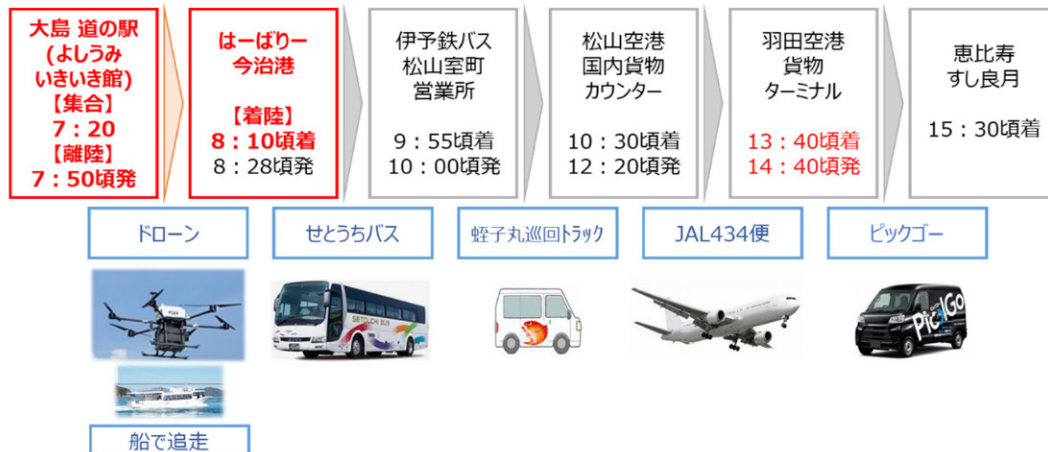 大島 道の駅
(よしうみ
いきいき館)
【集合】
7：20
【離陸】
7：50頃発
はーばりー
今治港
【着陸】
8：10頃着
8：28頃発
伊予鉄バス
松山室町
営業所
9：55頃着
10：00頃発
松山空港
国内貨物
カウンター
10：30頃着
12：20頃発
羽田空港
貨物
ターミナル
13：40頃着
14：40頃発
恵比寿
すし良月
15：30頃着
ドローン
せとうちバス
蛭子丸巡回トラック
JAL434便
ピックゴー
SETOUCHI BUS
PickGo
船で追走